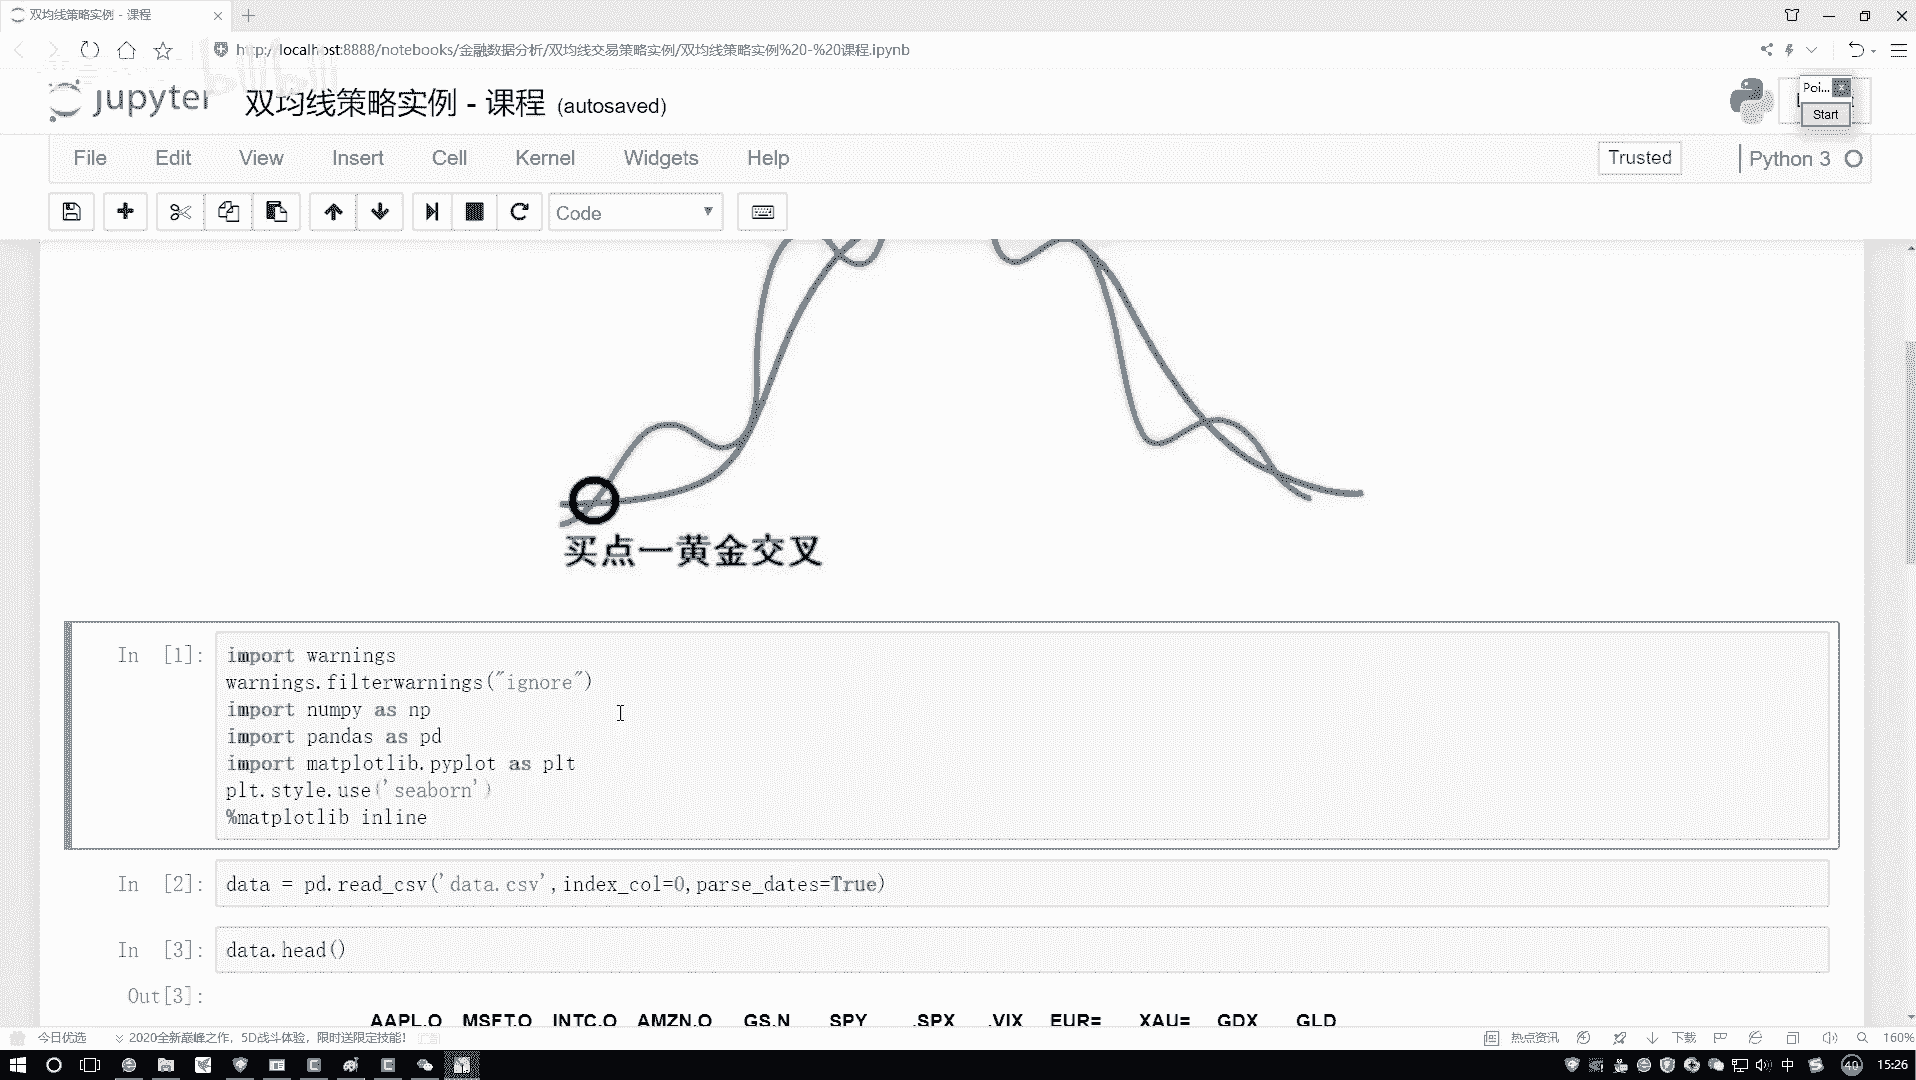 双均线策略实例 - 课程
http://localhost:8888/notebooks/金融数据分析/双均线交易策略实例/双均线策略实例%20-%20课程.ipynb
bilibili
jupyter 双均线策略实例 - 课程 (autosaved)
Poi...
Start
File Edit View Insert Cell Kernel Widgets Help
Trusted
Python 3
Code
买点一黄金交叉
In [1]:
import warnings
warnings.filterwarnings("ignore")
import numpy as np
import pandas as pd
import matplotlib.pyplot as plt
plt.style.use('seaborn')
%matplotlib inline
In [2]: data = pd.read_csv('data.csv',index_col=0,parse_dates=True)
In [3]: data.head()
Out[3]:
AAPL.O MSFT.O INTC.O AMZN.O GS.N SPY .SPX .VIX EUR= XAU= GDX GLD
今日优选 2020全新巅峰之作，5D战斗体验，限时送限定技能！ 热点资讯 下载 160%
中 40 15:26